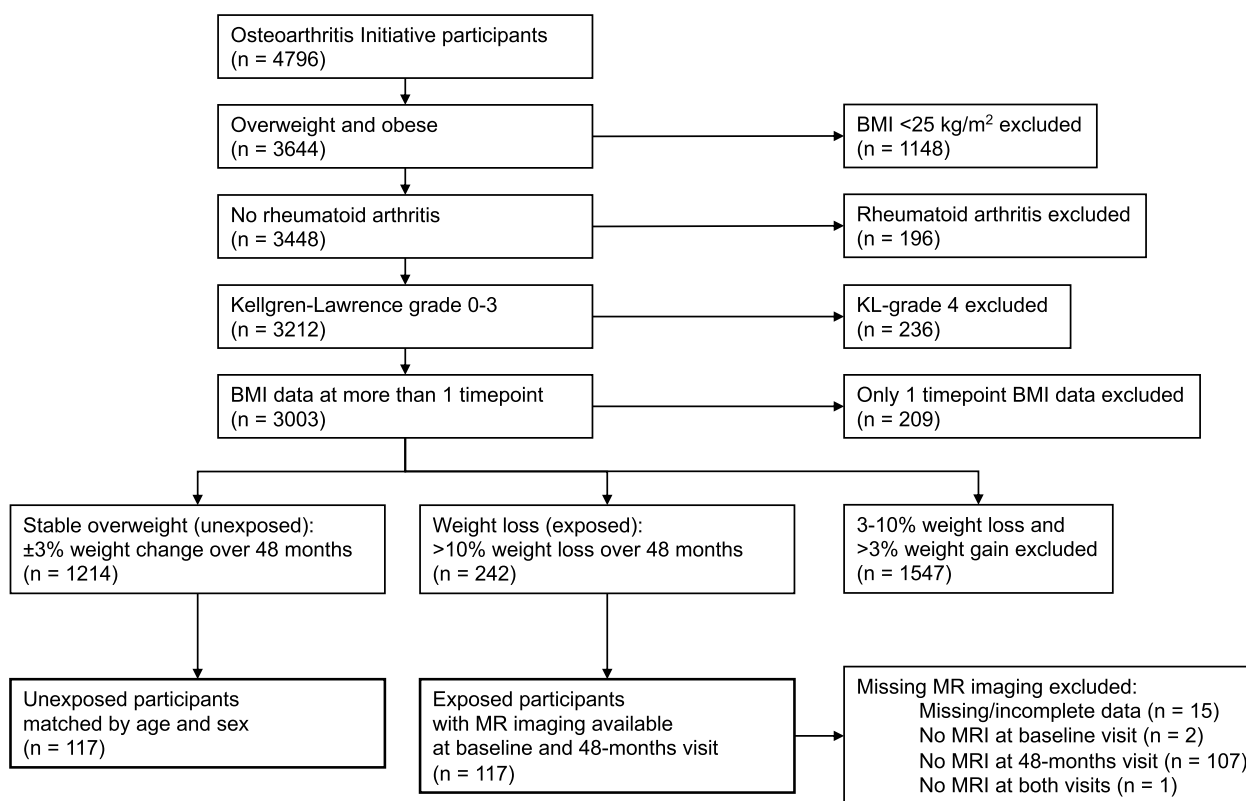 Osteoarthritis Initiative participants
(n = 4796)
Overweight and obese
(n = 3644)
BMI <25 kg/m² excluded
(n = 1148)
No rheumatoid arthritis
(n = 3448)
Rheumatoid arthritis excluded
(n = 196)
Kellgren-Lawrence grade 0-3
(n = 3212)
KL-grade 4 excluded
(n = 236)
BMI data at more than 1 timepoint
(n = 3003)
Only 1 timepoint BMI data excluded
(n = 209)
Stable overweight (unexposed):
±3% weight change over 48 months
(n = 1214)
Weight loss (exposed):
>10% weight loss over 48 months
(n = 242)
3-10% weight loss and
>3% weight gain excluded
(n = 1547)
Unexposed participants
matched by age and sex
(n = 117)
Exposed participants
with MR imaging available
at baseline and 48-months visit
(n = 117)
Missing MR imaging excluded:
Missing/incomplete data (n = 15)
No MRI at baseline visit (n = 2)
No MRI at 48-months visit (n = 107)
No MRI at both visits (n = 1)